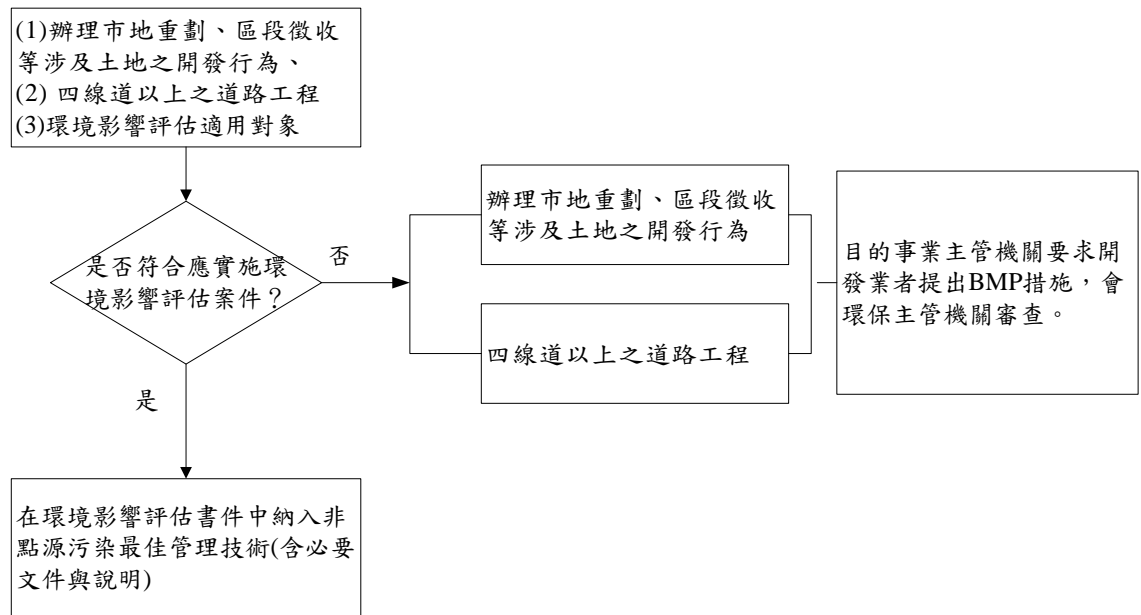 (1)辦理市地重劃、區段徵收
等涉及土地之開發行為、
(2) 四線道以上之道路工程
(3)環境影響評估適用對象
是否符合應實施環
境影響評估案件？
否
辦理市地重劃、區段徵收
等涉及土地之開發行為
四線道以上之道路工程
目的事業主管機關要求開
發業者提出BMP措施，會
環保主管機關審查。
是
在環境影響評估書件中納入非
點源污染最佳管理技術(含必要
文件與說明)